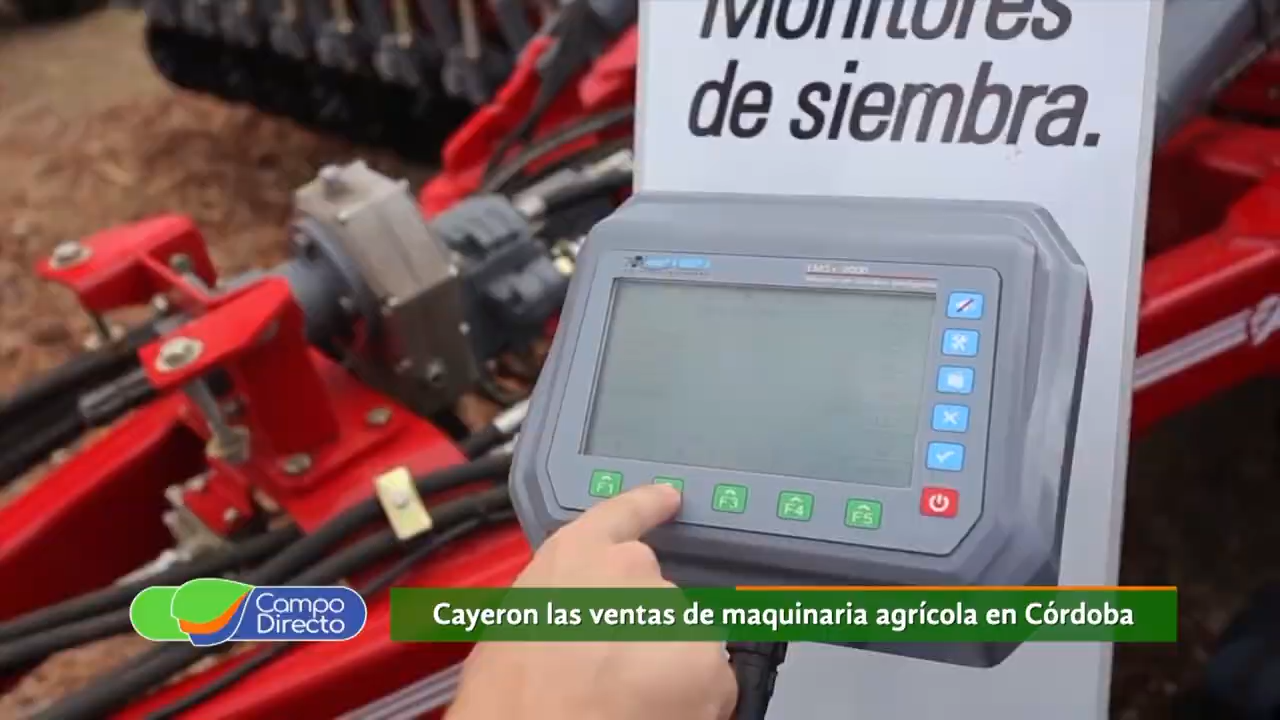 Monitores
de siembra.
F1
F3
F4
F5
Campo
Directo
Cayeron las ventas de maquinaria agrícola en Córdoba